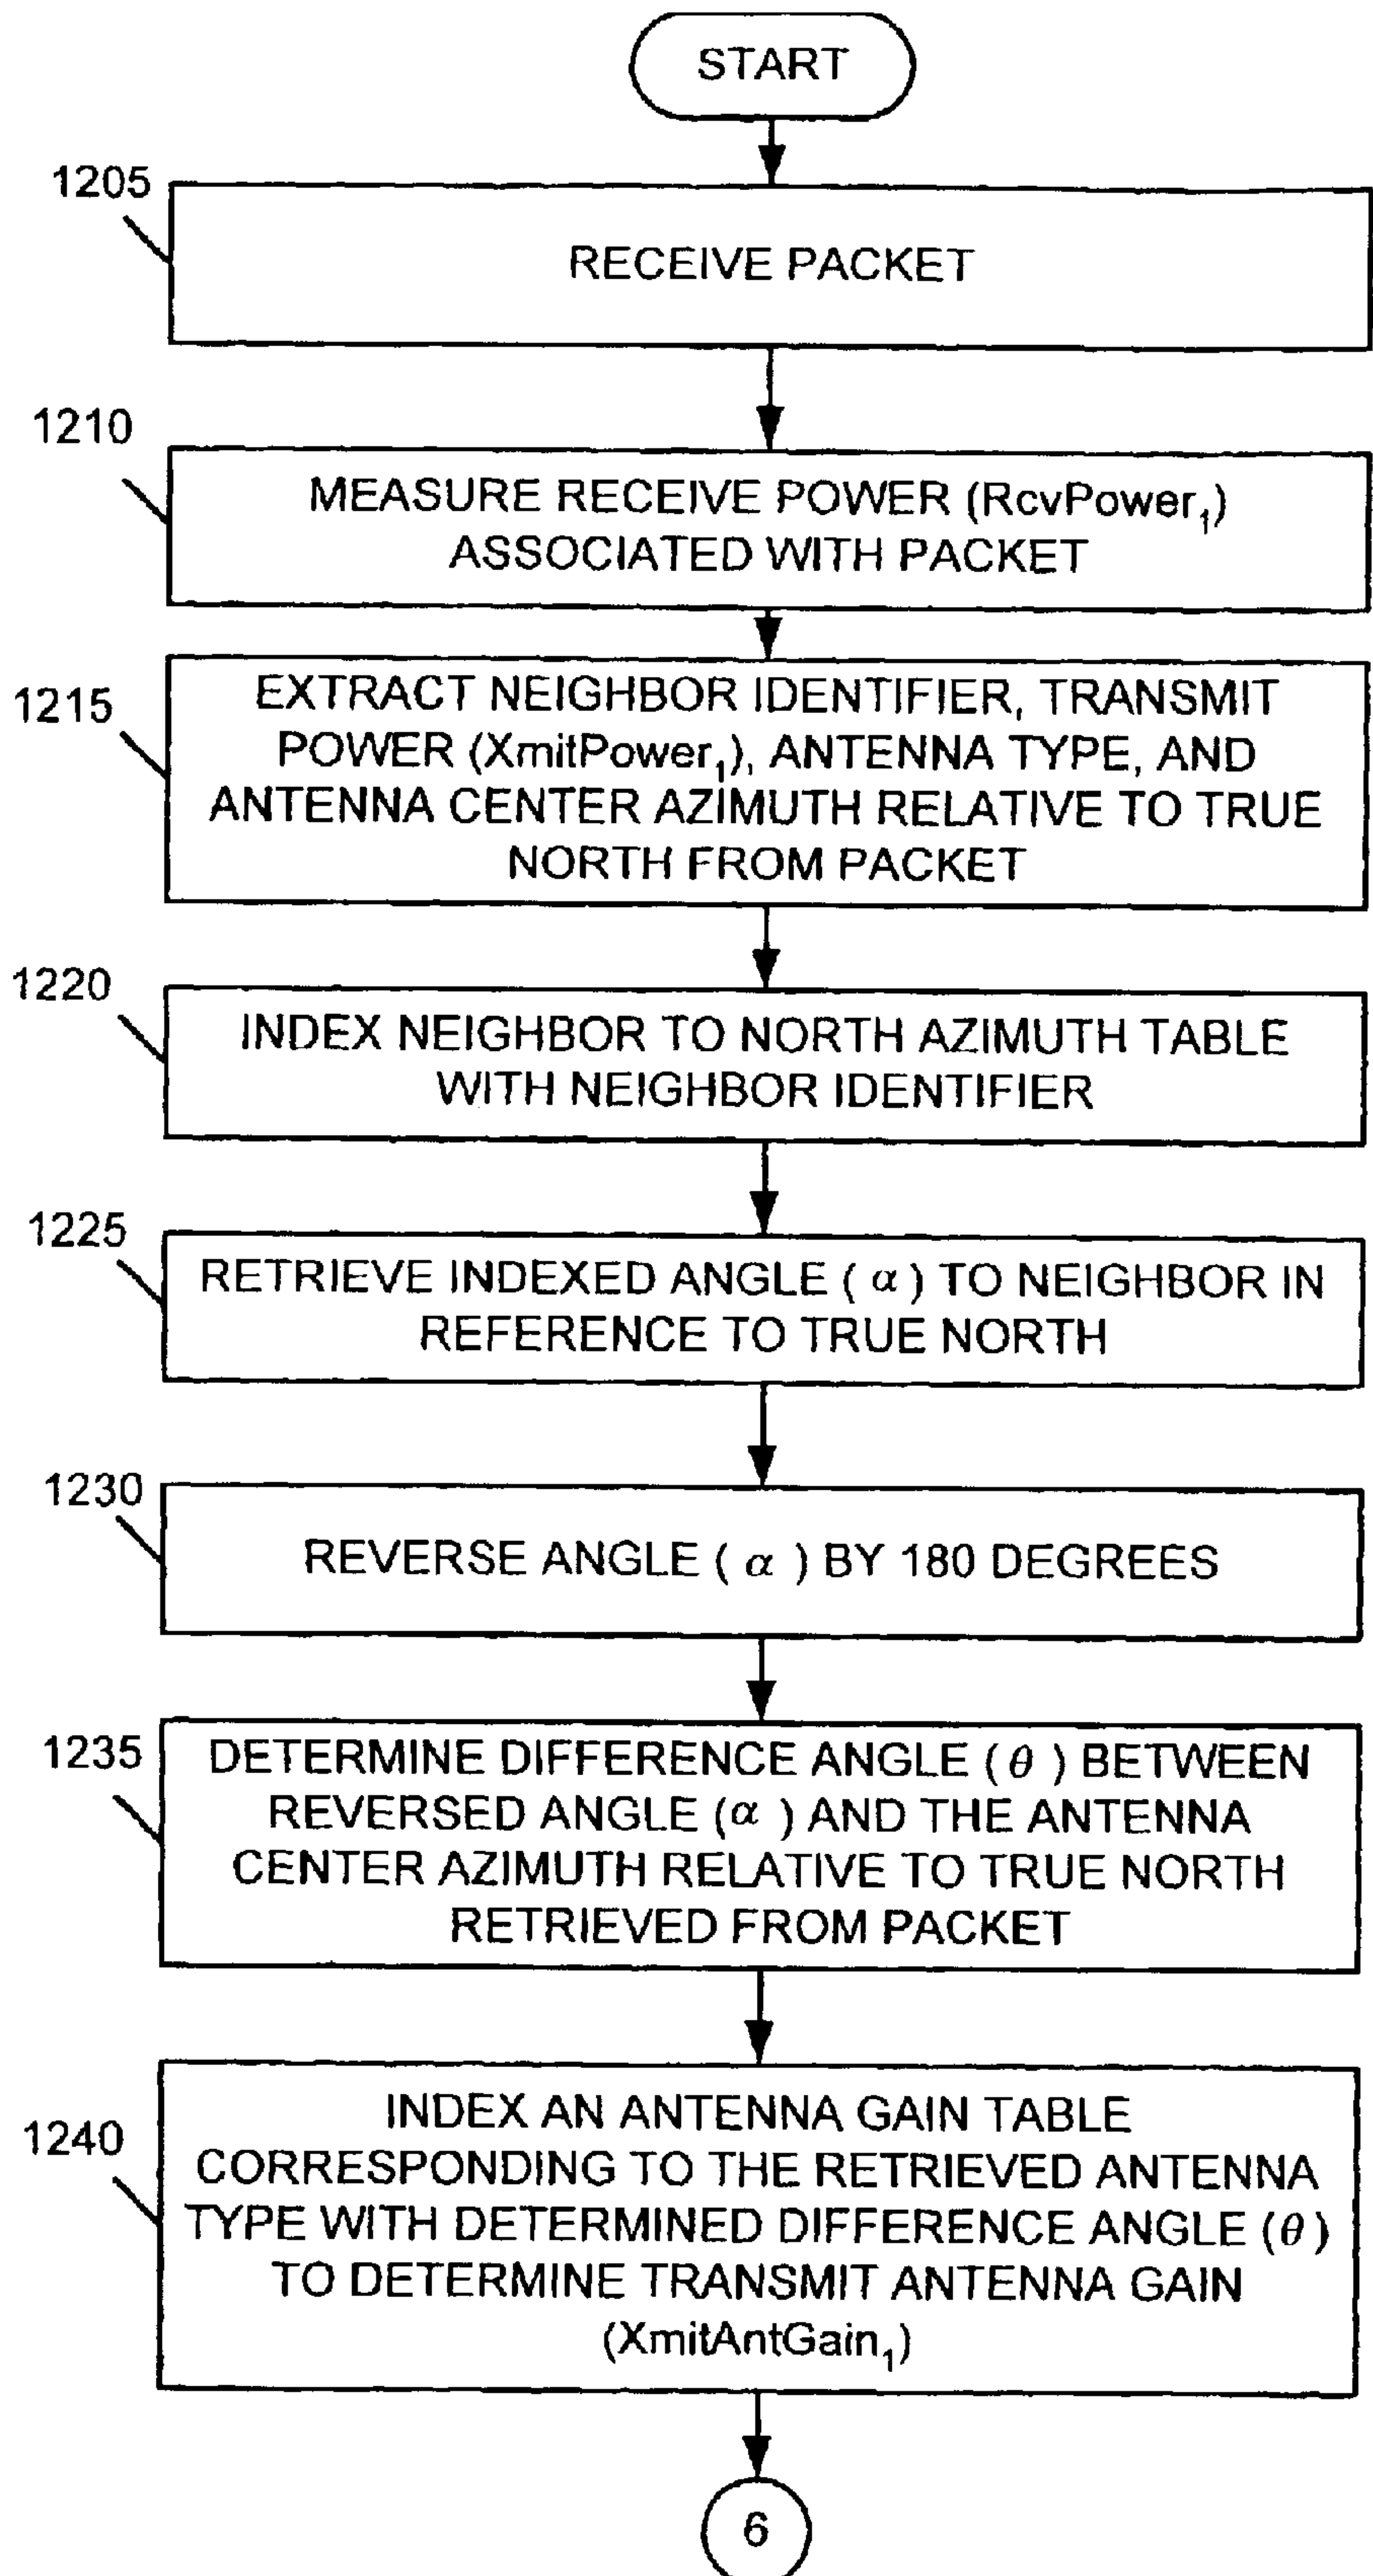 START
1205
RECEIVE PACKET
1210
MEASURE RECEIVE POWER (RcvPower₁)
ASSOCIATED WITH PACKET
1215
EXTRACT NEIGHBOR IDENTIFIER, TRANSMIT
POWER (XmitPower₁), ANTENNA TYPE, AND
ANTENNA CENTER AZIMUTH RELATIVE TO TRUE
NORTH FROM PACKET
1220
INDEX NEIGHBOR TO NORTH AZIMUTH TABLE
WITH NEIGHBOR IDENTIFIER
1225
RETRIEVE INDEXED ANGLE ( α ) TO NEIGHBOR IN
REFERENCE TO TRUE NORTH
1230
REVERSE ANGLE ( α ) BY 180 DEGREES
1235
DETERMINE DIFFERENCE ANGLE ( θ ) BETWEEN
REVERSED ANGLE (α ) AND THE ANTENNA
CENTER AZIMUTH RELATIVE TO TRUE NORTH
RETRIEVED FROM PACKET
1240
INDEX AN ANTENNA GAIN TABLE
CORRESPONDING TO THE RETRIEVED ANTENNA
TYPE WITH DETERMINED DIFFERENCE ANGLE (θ )
TO DETERMINE TRANSMIT ANTENNA GAIN
(XmitAntGain₁)
6